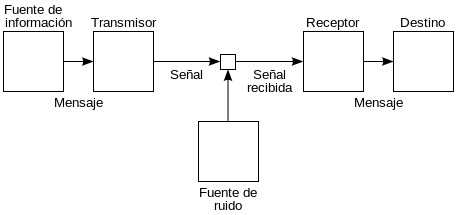 Fuente de
información
Transmisor
Receptor
Destino
Señal
Señal
recibida
Mensaje
Mensaje
Fuente de
ruido